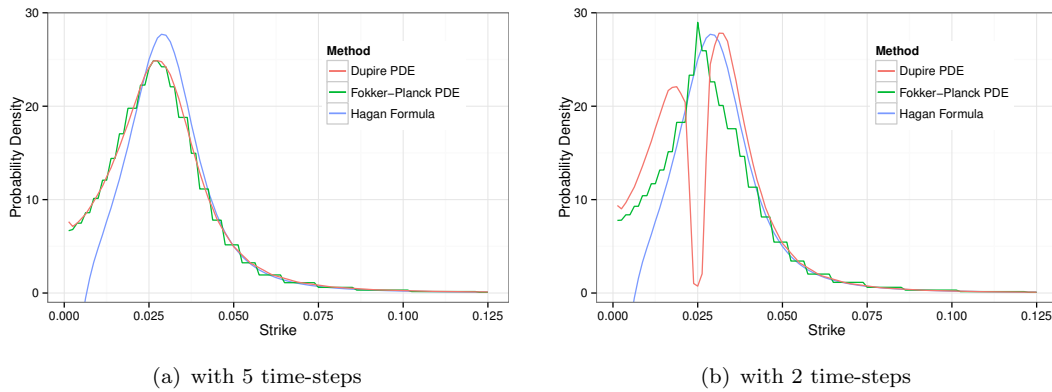 30
20
10
0
Probability Density
Method
Dupire PDE
Fokker−Planck PDE
Hagan Formula
0.000
0.025
0.050
0.075
0.100
0.125
Strike
(a) with 5 time-steps
30
20
10
0
Probability Density
Method
Dupire PDE
Fokker−Planck PDE
Hagan Formula
0.000
0.025
0.050
0.075
0.100
0.125
Strike
(b) with 2 time-steps